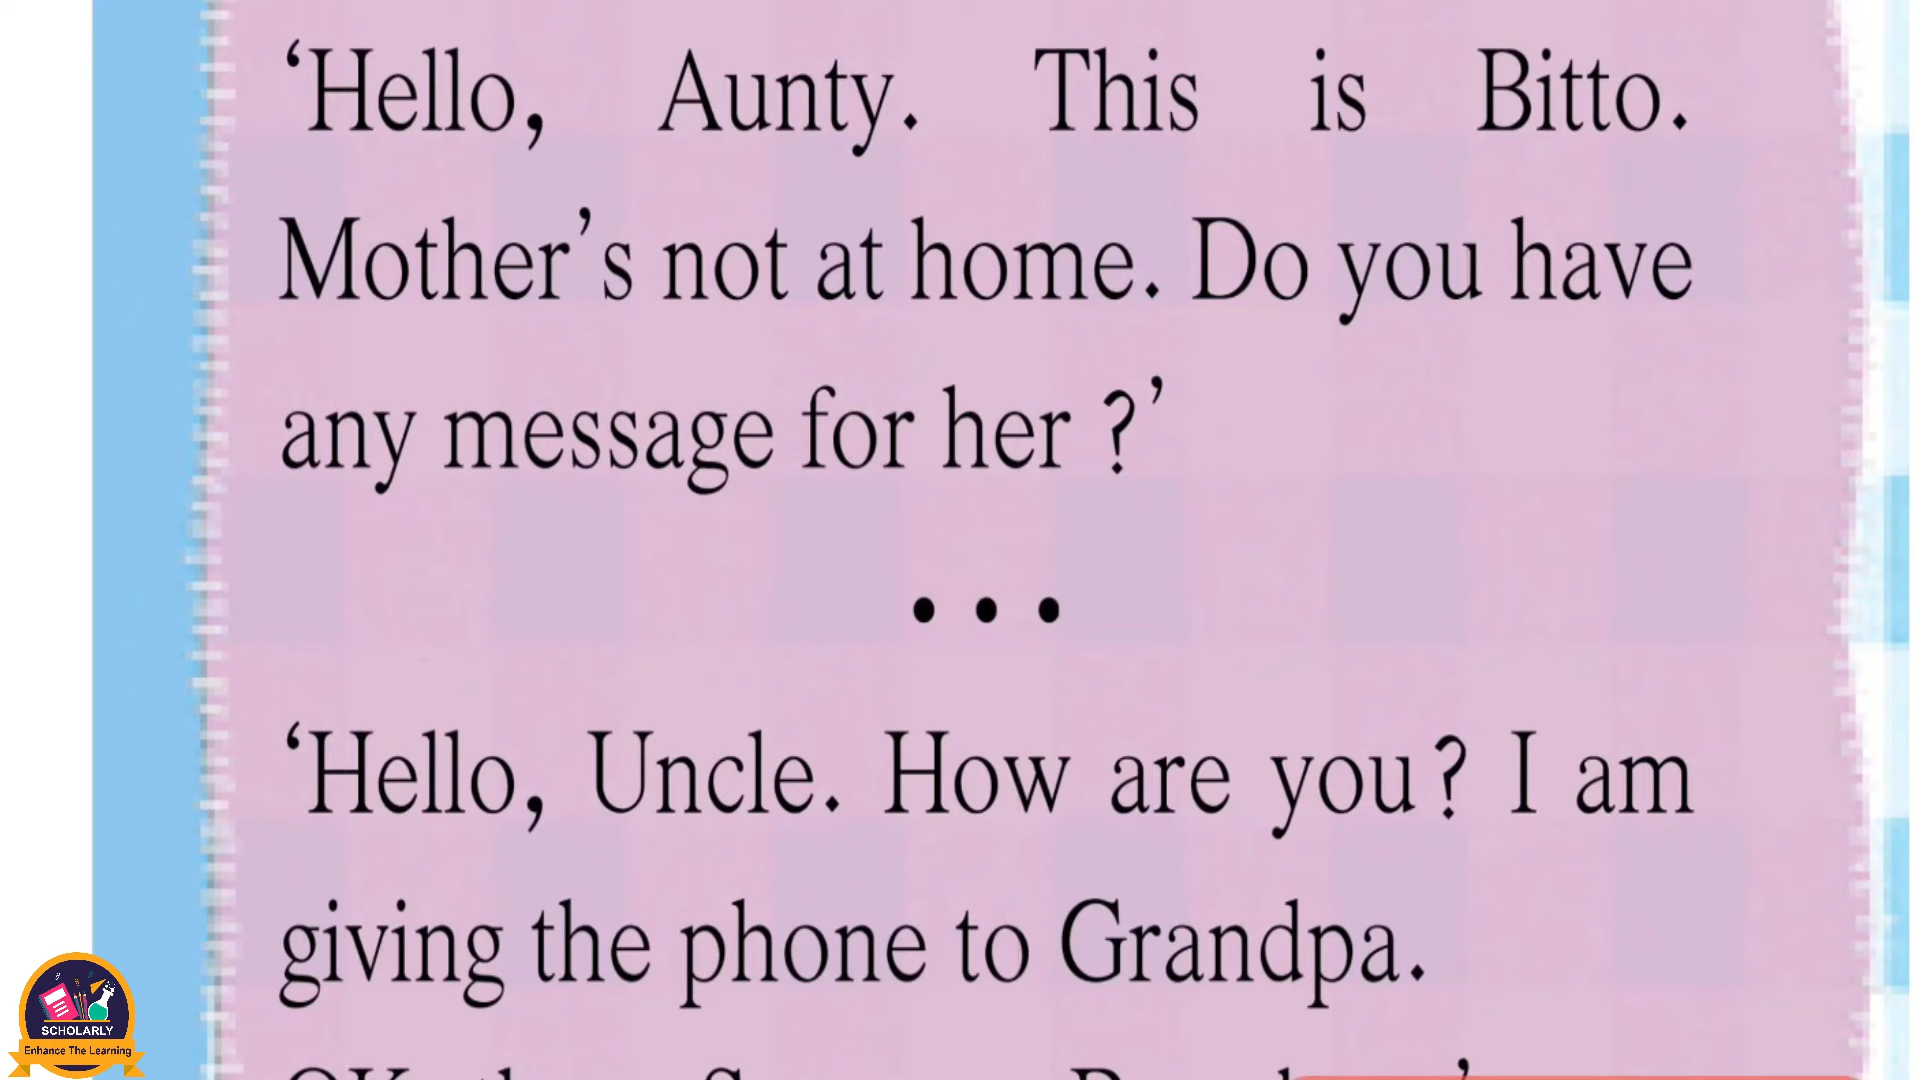 ‘Hello, Aunty. This is Bitto.
Mother’s not at home. Do you have
any message for her ?’
• • •
‘Hello, Uncle. How are you? I am
giving the phone to Grandpa.
SCHOLARLY
Enhance The Learning